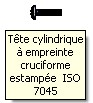 Tête cylindrique
à empreinte
cruciforme
estampée ISO
7045